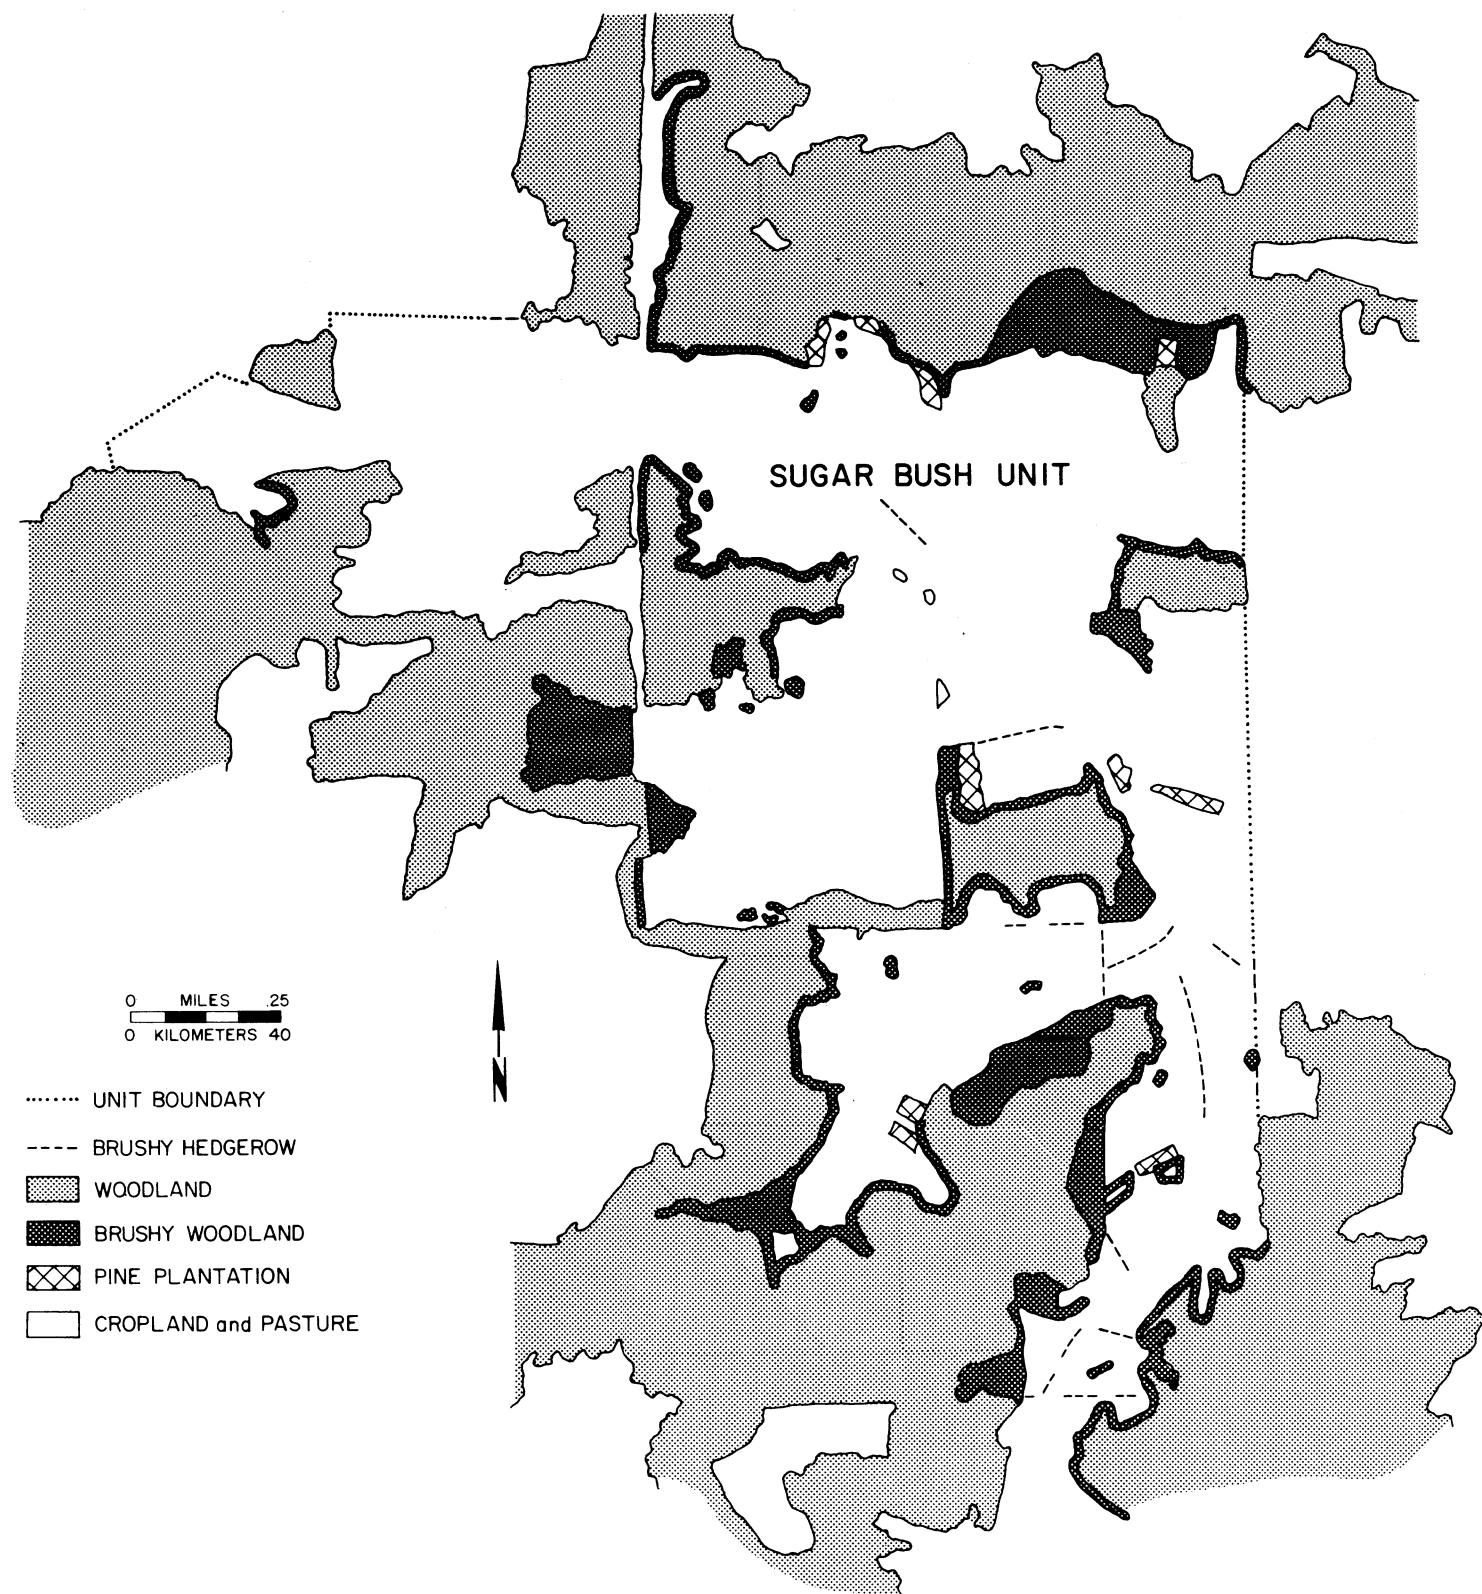 SUGAR BUSH UNIT
0 MILES .25
0 KILOMETERS 40
N
UNIT BOUNDARY
BRUSHY HEDGEROW
WOODLAND
BRUSHY WOODLAND
PINE PLANTATION
CROPLAND and PASTURE